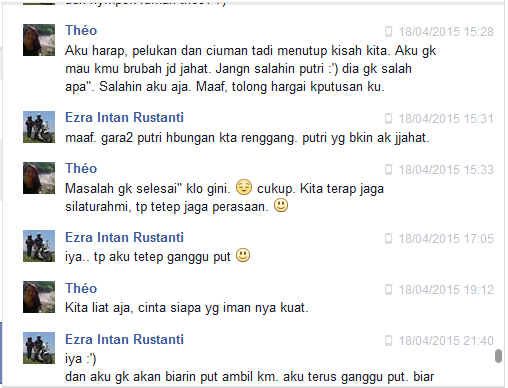 Théo 18/04/2015 15:28
Aku harap, pelukan dan ciuman tadi menutup kisah kita. Aku gk
mau kmu brubah jd jahat. Jangn salahin putri :') dia gk salah
apa". Salahin aku aja. Maaf, tolong hargai kputusan ku.
Ezra Intan Rustanti 18/04/2015 15:31
maaf. gara2 putri hbungan kta renggang. putri yg bkin ak jjahat.
Théo 18/04/2015 15:33
Masalah gk selesai" klo gini. 😌 cukup. Kita terap jaga
silaturahmi, tp tetep jaga perasaan. 😃
Ezra Intan Rustanti 18/04/2015 17:05
iya.. tp aku tetep ganggu put 😃
Théo 18/04/2015 19:12
Kita liat aja, cinta siapa yg iman nya kuat.
Ezra Intan Rustanti 18/04/2015 21:40
iya :')
dan aku gk akan biarin put ambil km. aku terus ganggu put. biar